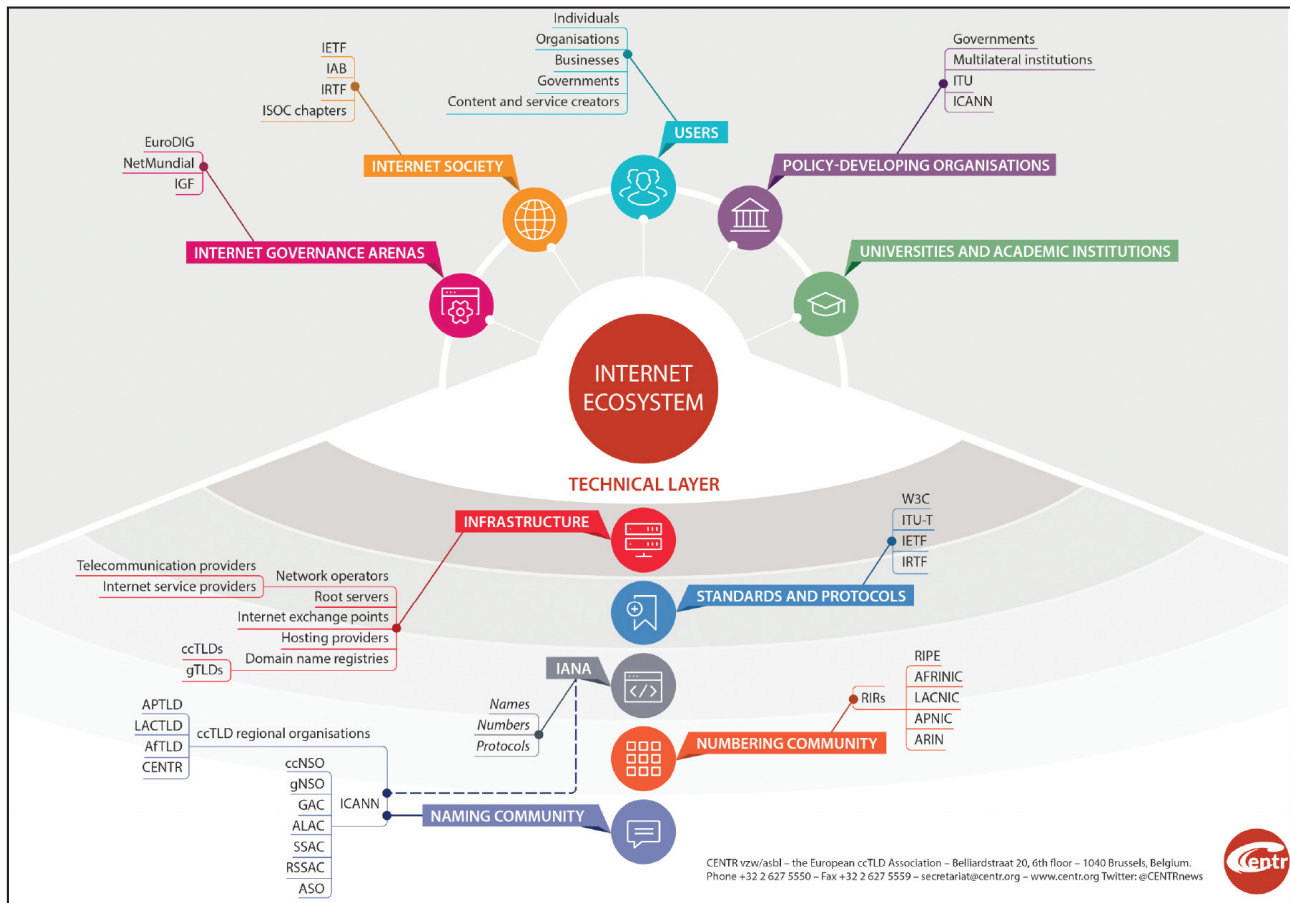 Individuals
Organisations
Businesses
Governments
Content and service creators
USERS
IETF
IAB
IRTF
ISOC chapters
INTERNET SOCIETY
Governments
Multilateral institutions
ITU
ICANN
POLICY-DEVELOPING ORGANISATIONS
EuroDIG
NetMundial
IGF
INTERNET GOVERNANCE ARENAS
UNIVERSITIES AND ACADEMIC INSTITUTIONS
INTERNET
ECOSYSTEM
TECHNICAL LAYER
INFRASTRUCTURE
Telecommunication providers
Internet service providers
Network operators
Root servers
Internet exchange points
Hosting providers
Domain name registries
ccTLDs
gTLDs
W3C
ITU-T
IETF
IRTF
STANDARDS AND PROTOCOLS
IANA
Names
Numbers
Protocols
RIPE
AFRINIC
LACNIC
APNIC
ARIN
RIRs
NUMBERING COMMUNITY
APTLD
LACTLD
AfTLD
CENTR
ccTLD regional organisations
ccNSO
gNSO
GAC
ALAC
SSAC
RSSAC
ASO
ICANN
NAMING COMMUNITY
CENTR vzw/asbl – the European ccTLD Association – Belliardstraat 20, 6th floor – 1040 Brussels, Belgium.
Phone +32 2 627 5550 – Fax +32 2 627 5559 – secretariat@centr.org – www.centr.org Twitter: @CENTRnews
Centr